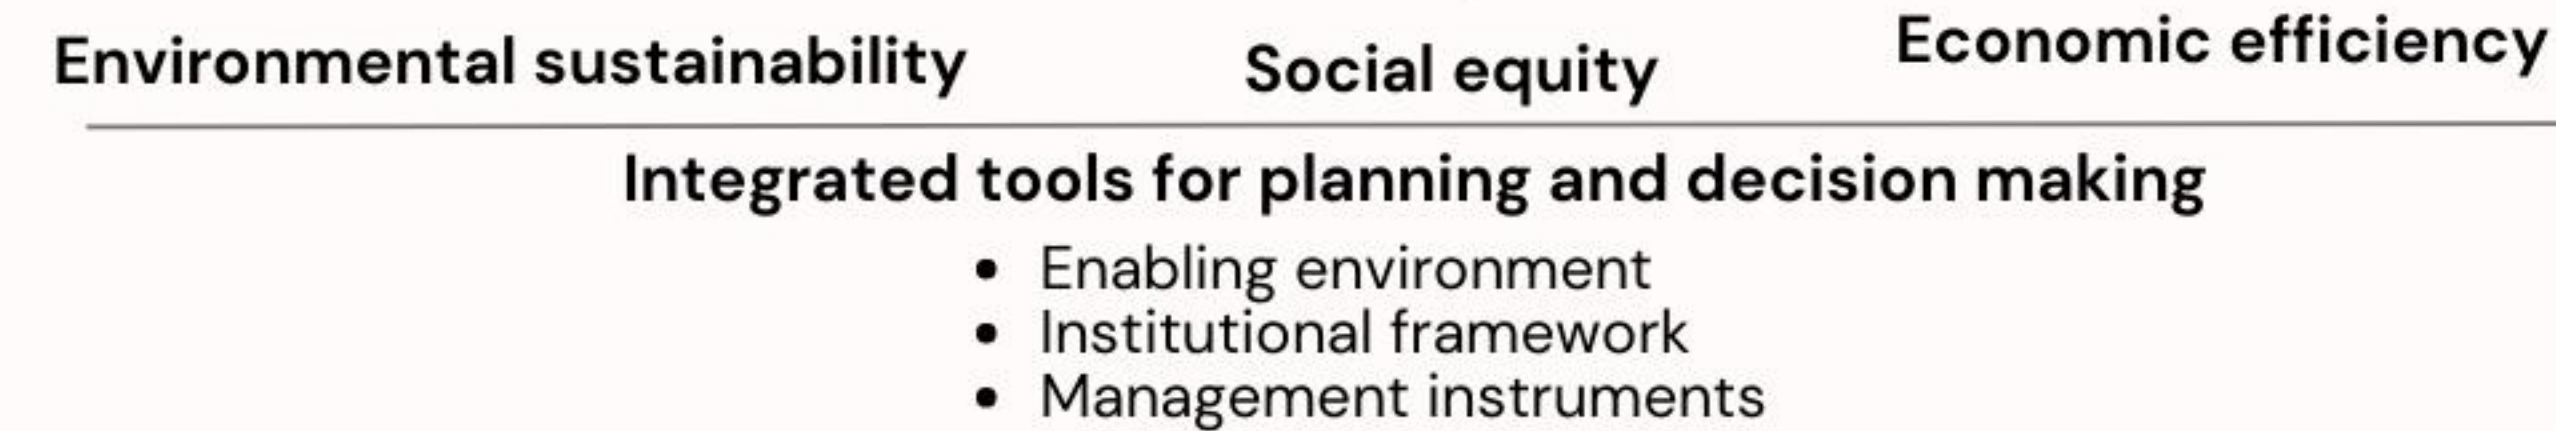 Environmental sustainability
Social equity
Economic efficiency
Integrated tools for planning and decision making
• Enabling environment
• Institutional framework
• Management instruments